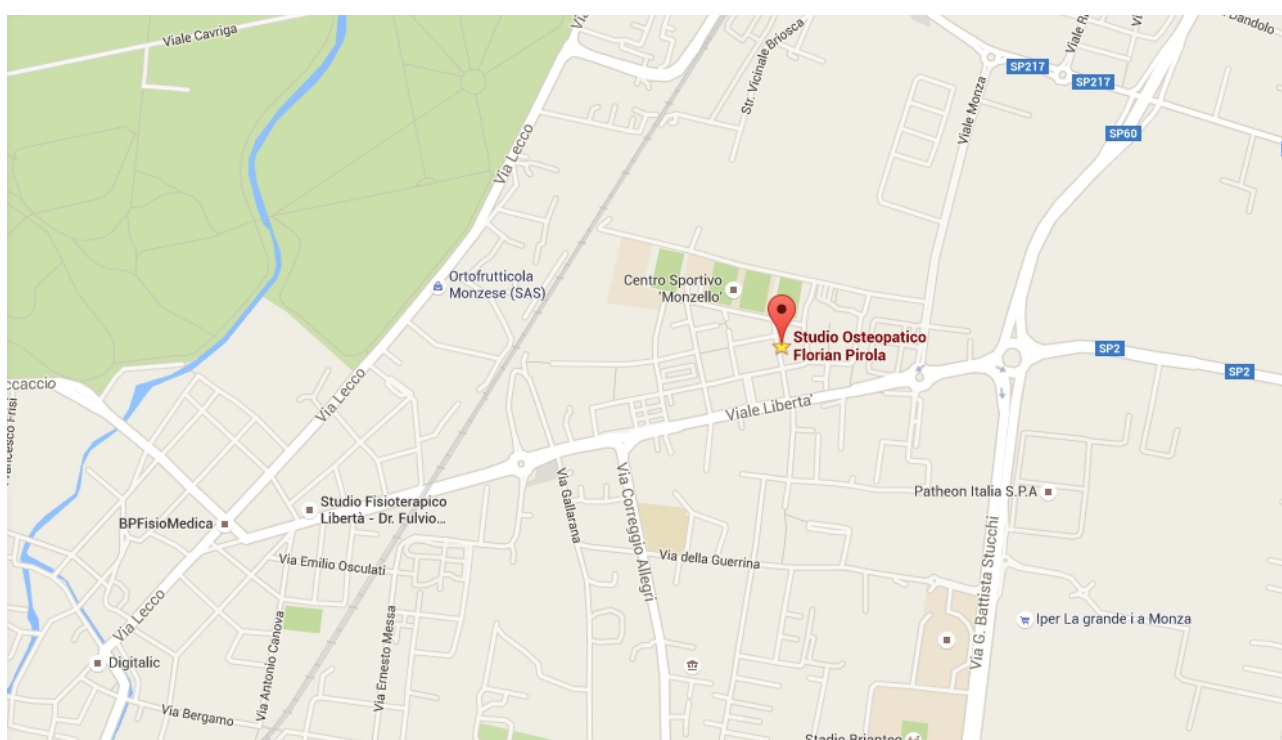 Viale Cavriga
Via Lecco
Str. Vicinale Briosca
Viale Monza
SP217
SP217
Dandolo
SP60
Ortofrutticola
Monzese (SAS)
Centro Sportivo
'Monzello'
Studio Osteopatico
Florian Pirola
SP2
SP2
ccaccio
Francesco Frisi
Via Lecco
Viale Libertà'
Studio Fisioterapico
Libertà - Dr. Fulvio...
BPFisioMedica
Via Gallarana
Via Correggio Allegri
Patheon Italia S.P.A
Via Emilio Osculati
Via della Guerrina
Via G. Battista Stucchi
Via Lecco
Iper La grande i a Monza
Digitalic
Via Antonio Canova
Via Ernesto Messa
Via Bergamo
Stadio Brianteo